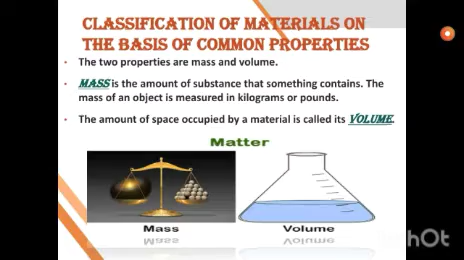 CLASSIFICATION OF MATERIALS ON
THE BASIS OF COMMON PROPERTIES
• The two properties are mass and volume.
• MASS is the amount of substance that something contains. The
mass of an object is measured in kilograms or pounds.
• The amount of space occupied by a material is called its VOLUME.
Matter
Mass Volume